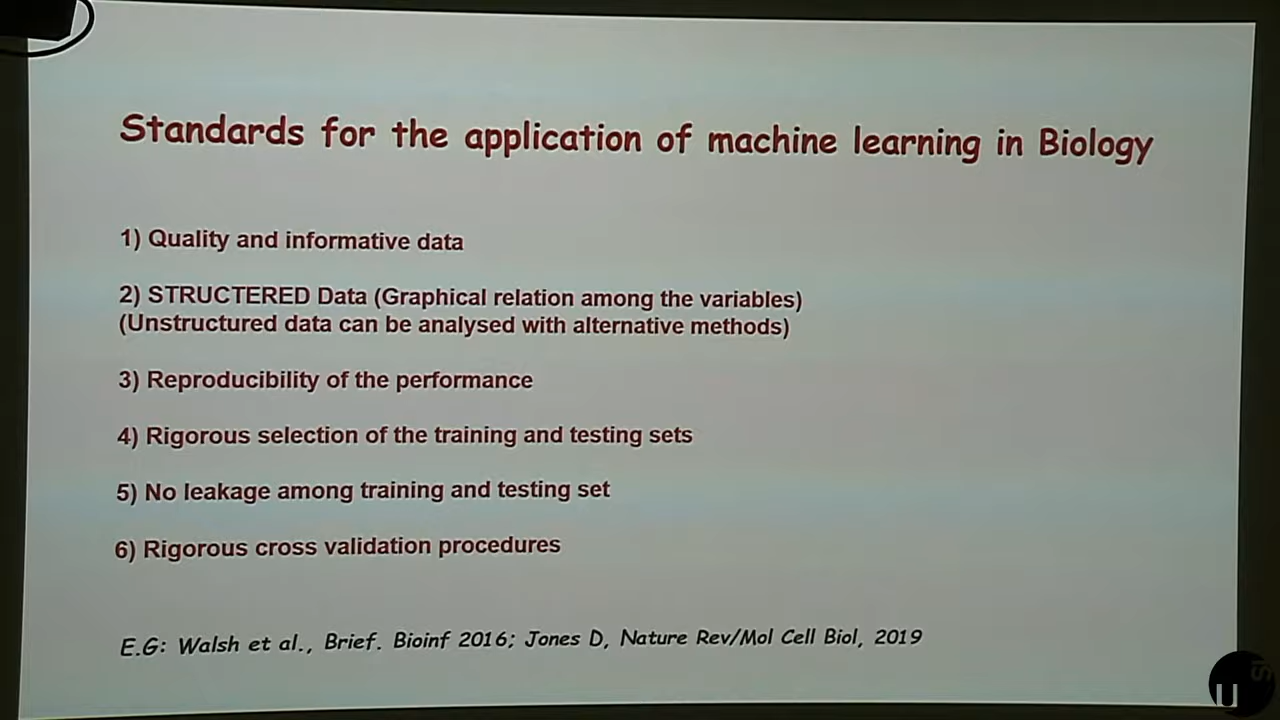 Standards for the application of machine learning in Biology
1) Quality and informative data
2) STRUCTERED Data (Graphical relation among the variables)
(Unstructured data can be analysed with alternative methods)
3) Reproducibility of the performance
4) Rigorous selection of the training and testing sets
5) No leakage among training and testing set
6) Rigorous cross validation procedures
E.G: Walsh et al., Brief. Bioinf 2016; Jones D, Nature Rev/Mol Cell Biol, 2019
U